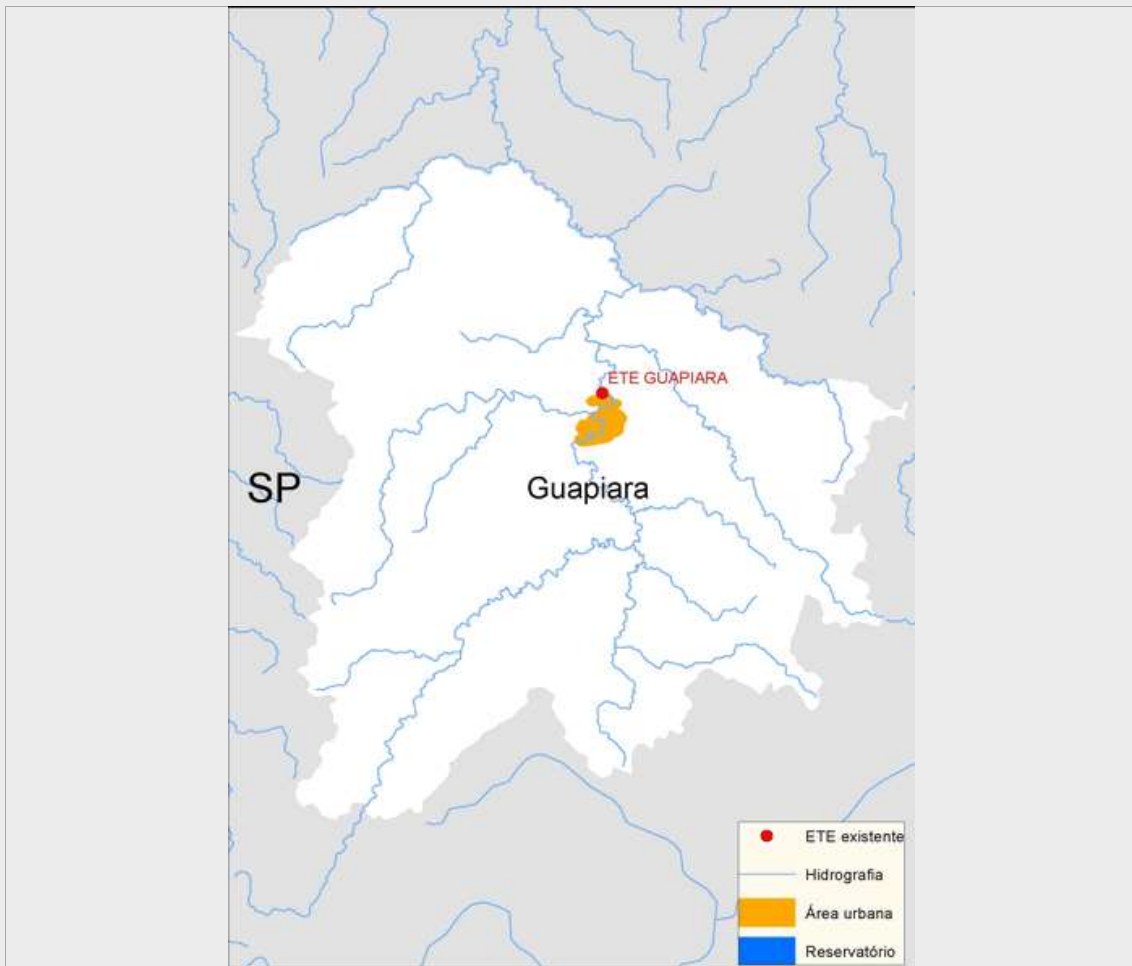 ETE GUAPIARA
SP
Guapiara
ETE existente
Hidrografia
Área urbana
Reservatório